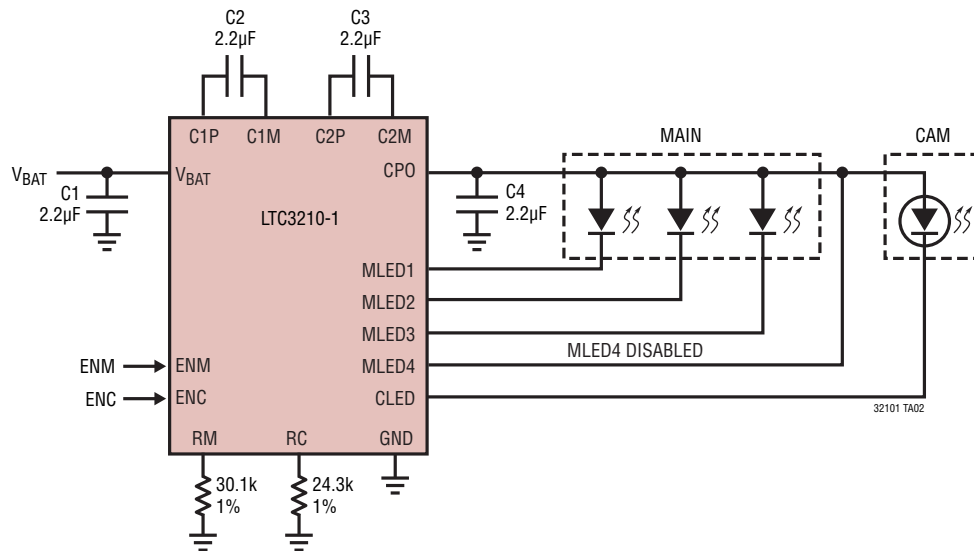 C2
2.2µF
C3
2.2µF
C1P
C1M
C2P
C2M
MAIN
CAM
VBAT
VBAT
CPO
C1
2.2µF
C4
2.2µF
LTC3210-1
MLED1
MLED2
MLED3
MLED4 DISABLED
ENM
ENM
MLED4
ENC
ENC
CLED
32101 TA02
RM
RC
GND
30.1k
1%
24.3k
1%